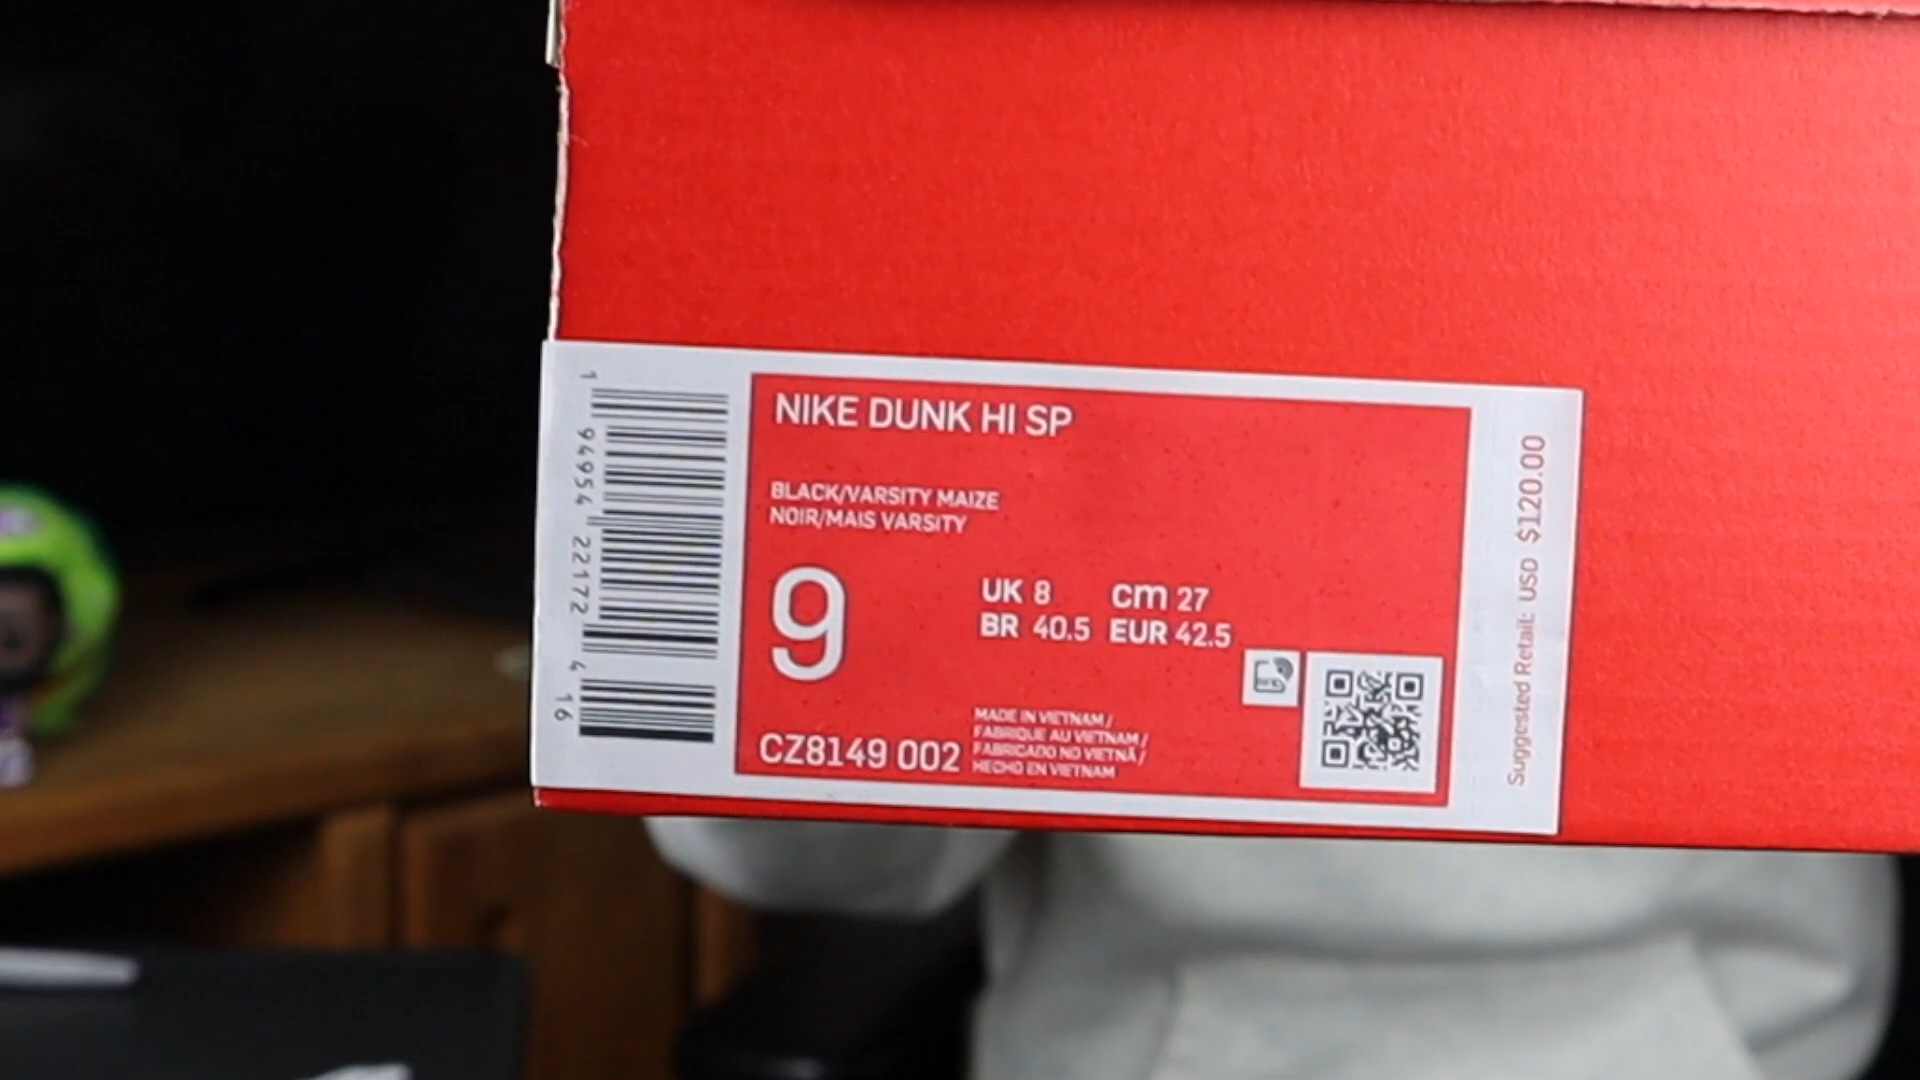 NIKE DUNK HI SP
BLACK/VARSITY MAIZE
NOIR/MAIS VARSITY
9
UK 8 cm 27
BR 40.5 EUR 42.5
CZ8149 002
MADE IN VIETNAM /
FABRIQUE AU VIETNAM /
FABRICADO NO VIETNÃ /
HECHO EN VIETNAM
1 94954 22172 4 16
Suggested Retail: USD $120.00